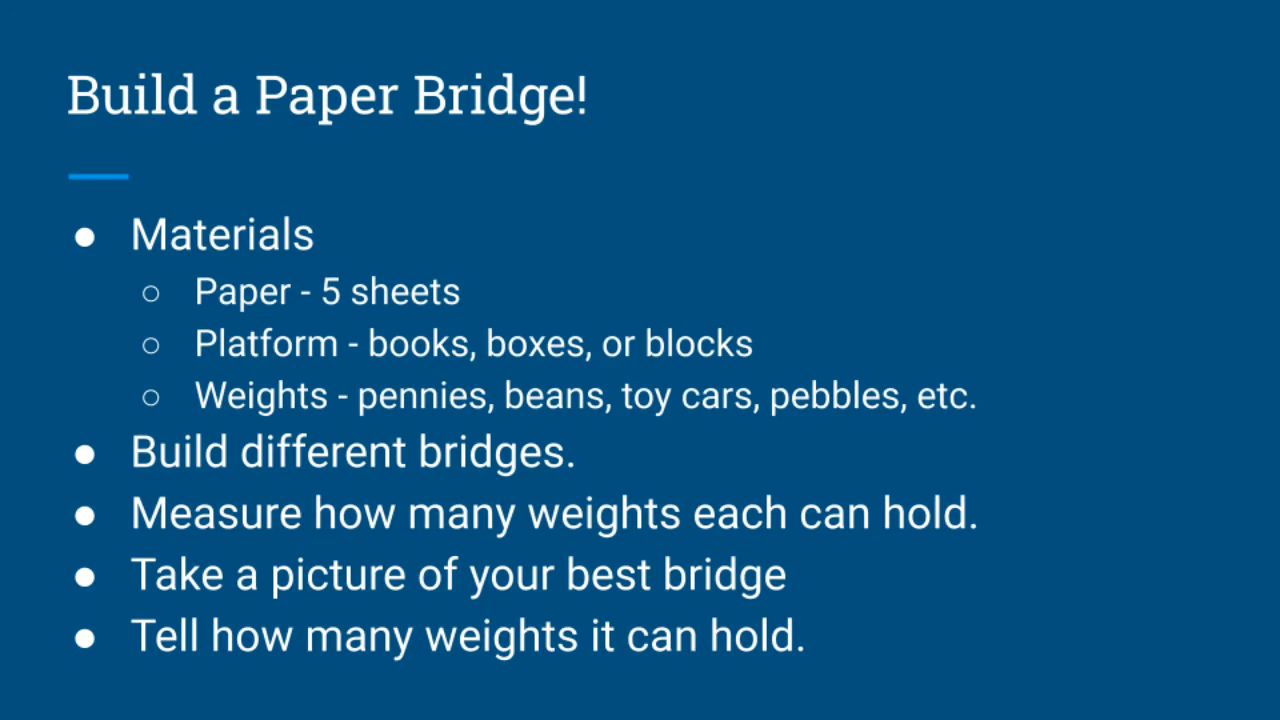 Build a Paper Bridge!
● Materials
○ Paper - 5 sheets
○ Platform - books, boxes, or blocks
○ Weights - pennies, beans, toy cars, pebbles, etc.
● Build different bridges.
● Measure how many weights each can hold.
● Take a picture of your best bridge
● Tell how many weights it can hold.